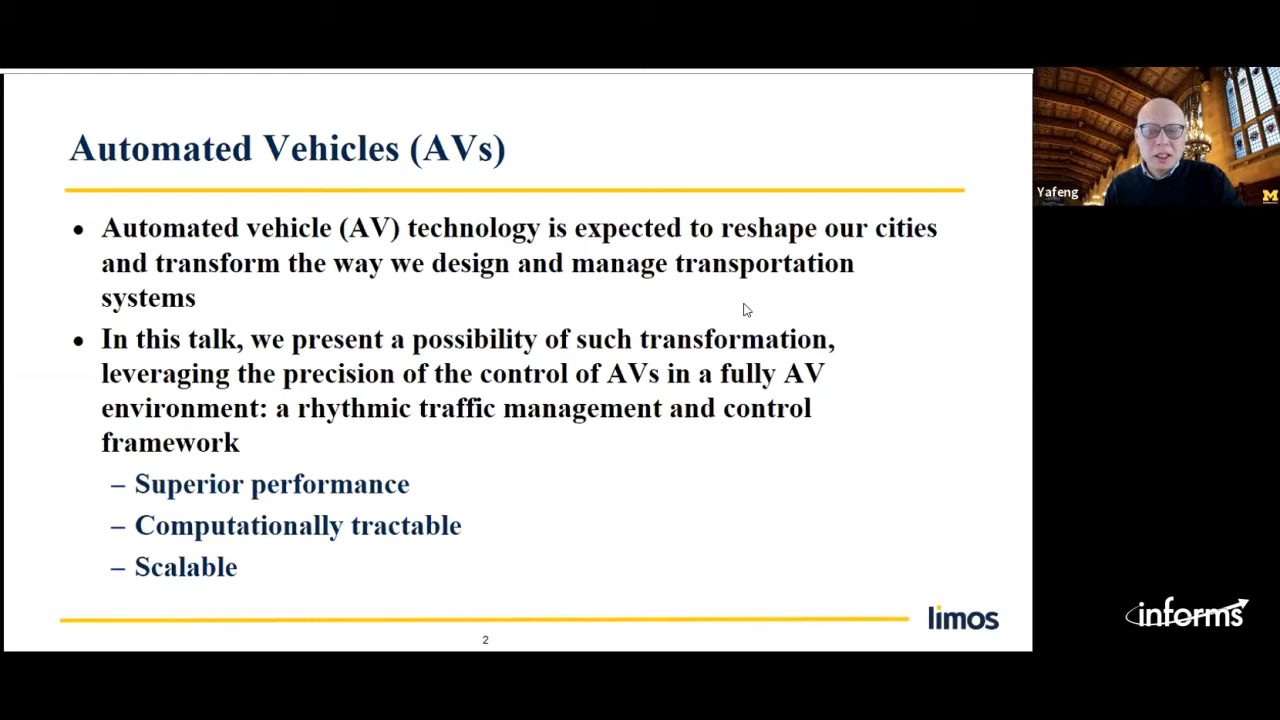 Automated Vehicles (AVs)
• Automated vehicle (AV) technology is expected to reshape our cities
and transform the way we design and manage transportation
systems
• In this talk, we present a possibility of such transformation,
leveraging the precision of the control of AVs in a fully AV
environment: a rhythmic traffic management and control
framework
– Superior performance
– Computationally tractable
– Scalable
limos
2
Yafeng
M
informs